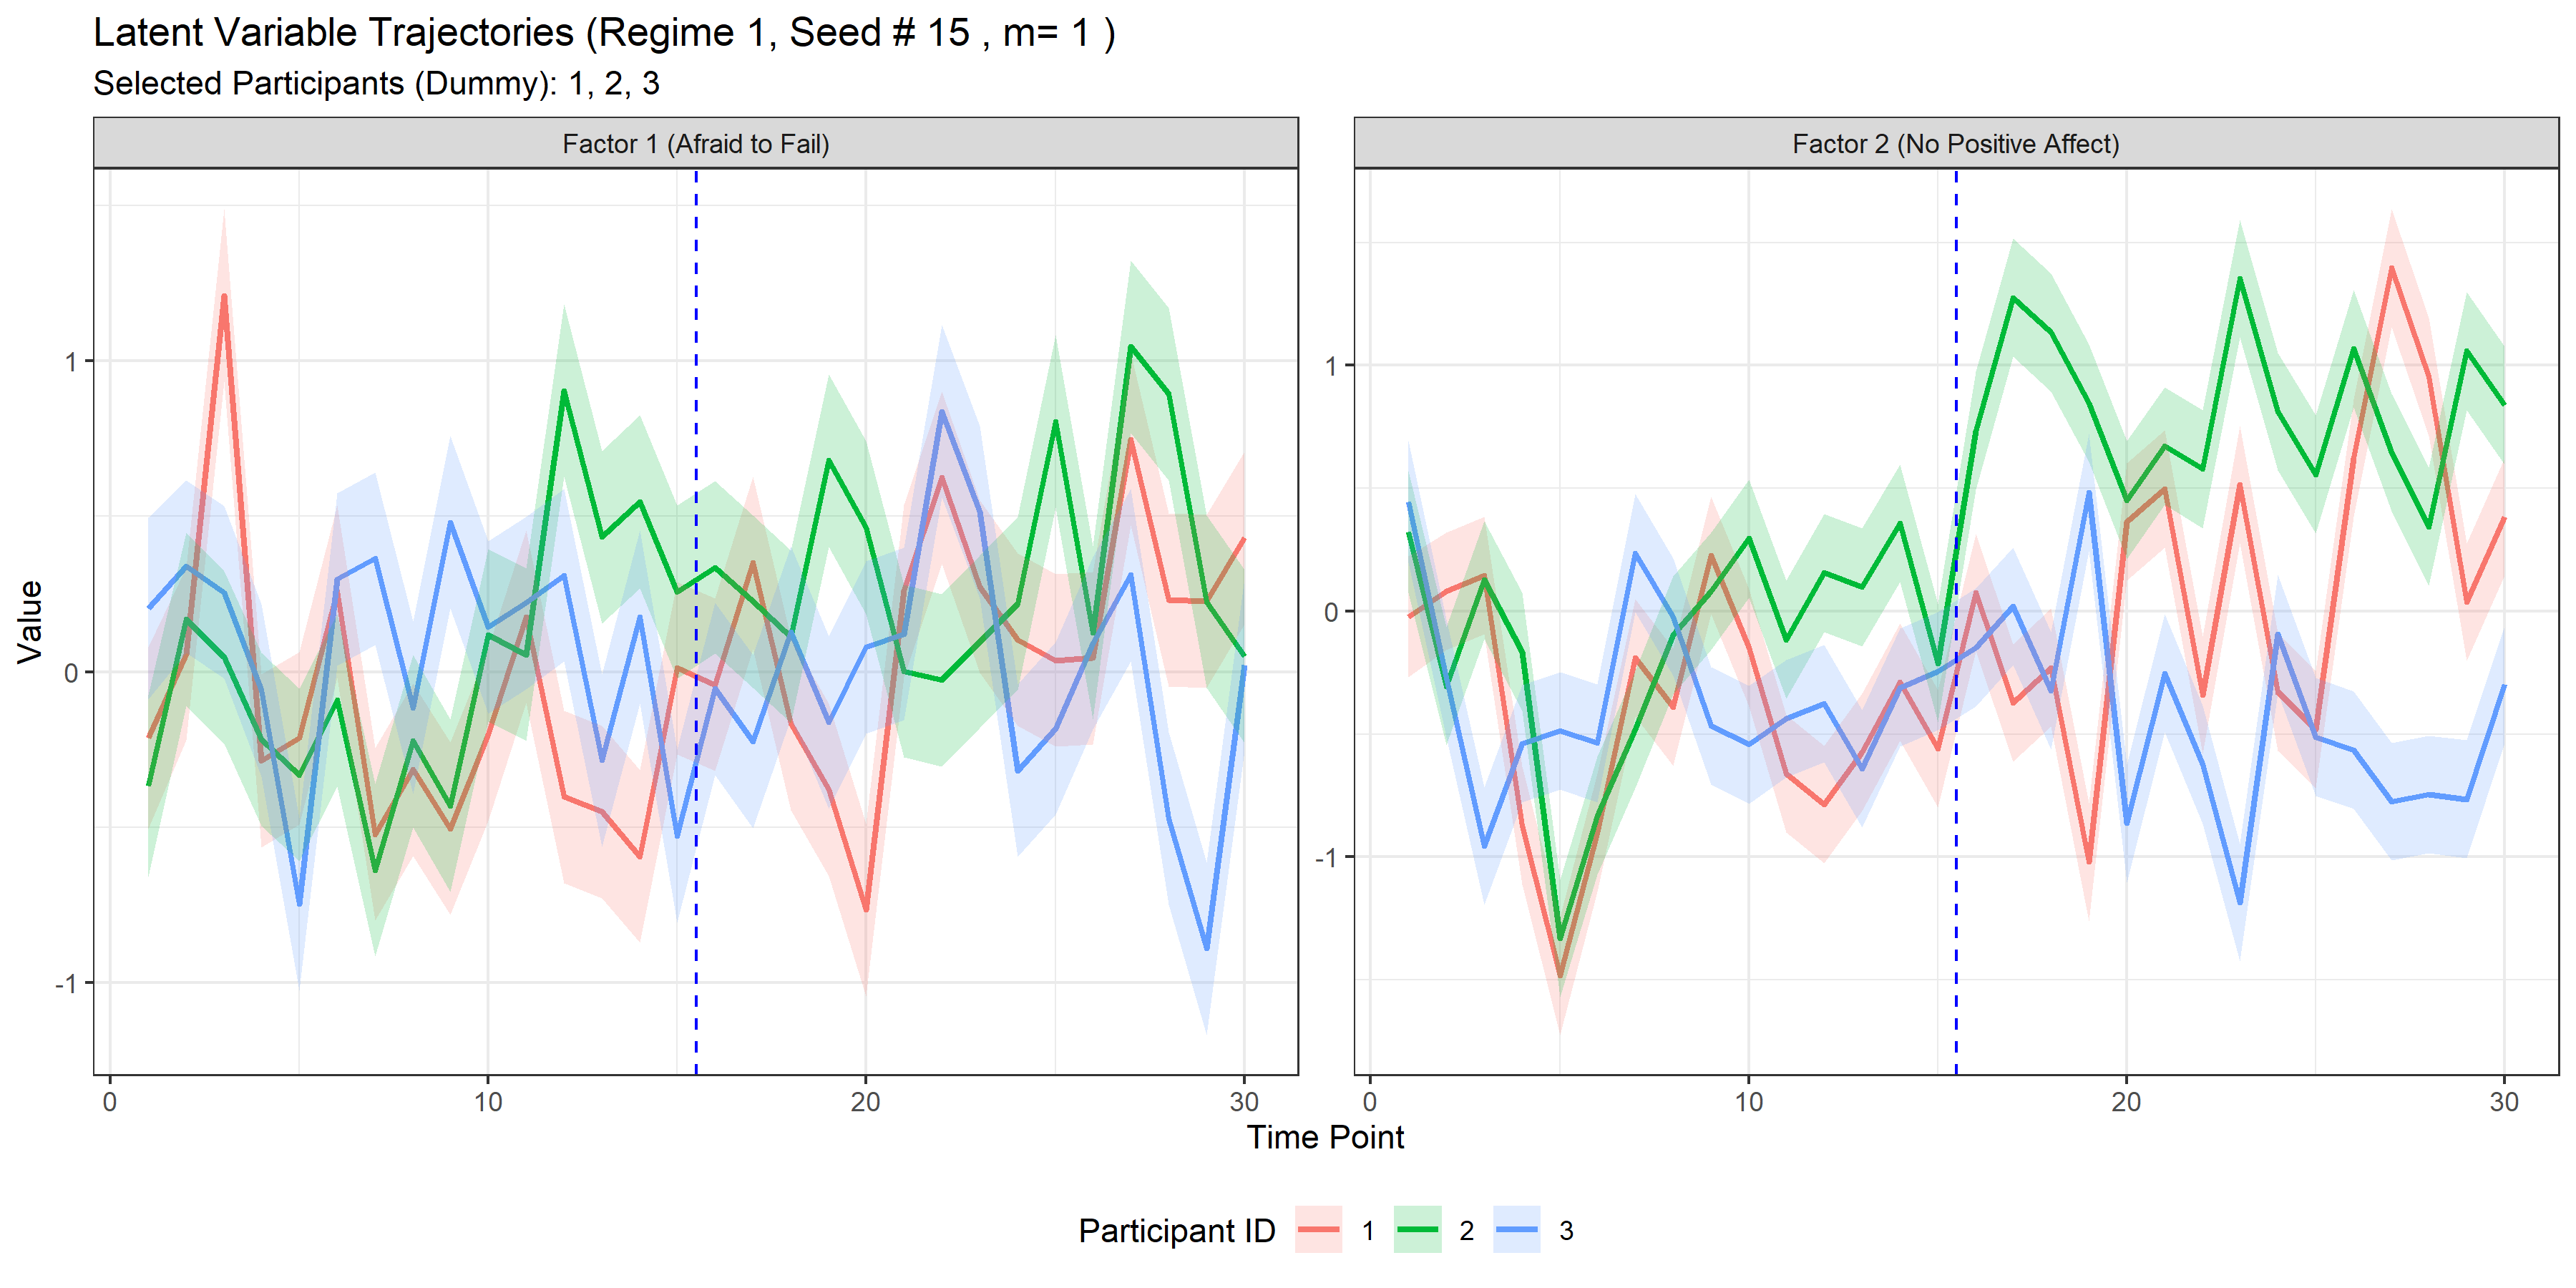 Latent Variable Trajectories (Regime 1, Seed # 15 , m= 1 )
Selected Participants (Dummy): 1, 2, 3
Factor 1 (Afraid to Fail)
Factor 2 (No Positive Affect)
Value
1
0
-1
1
0
-1
0
10
20
30
0
10
20
30
Time Point
Participant ID 1 2 3